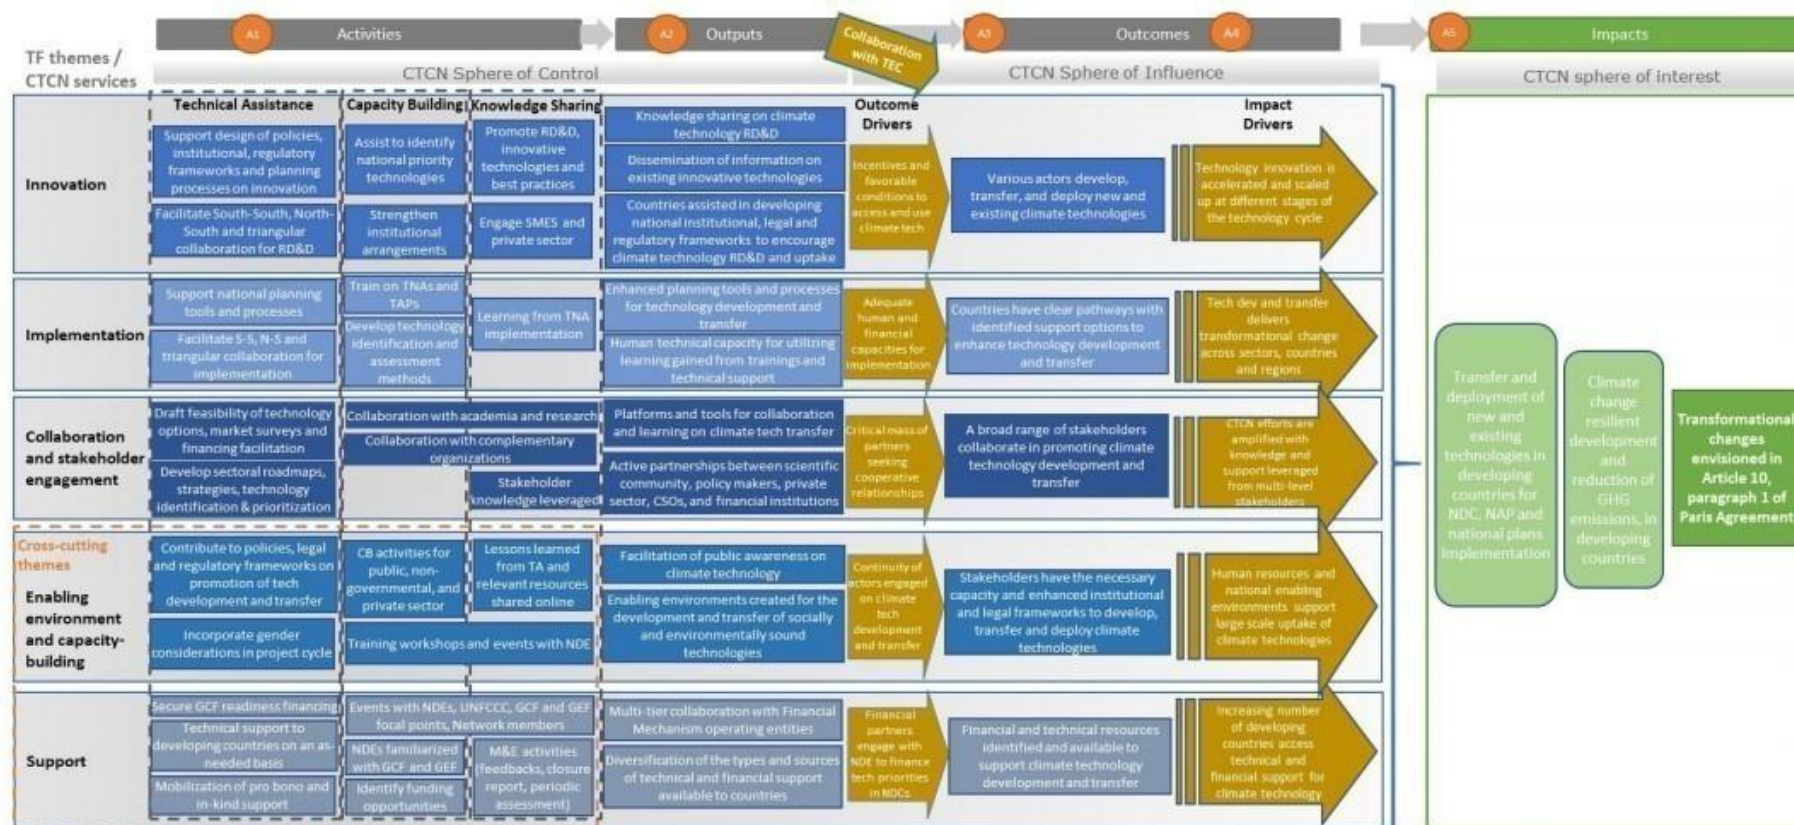 A1
Activities
A2
Outputs
Collaboration
with TEC
A3
Outcomes
A4
A5
Impacts
TF themes /
CTCN services
CTCN Sphere of Control
CTCN Sphere of Influence
CTCN sphere of interest
Technical Assistance
Capacity Building
Knowledge Sharing
Outcome
Drivers
Impact
Drivers
Innovation
Support design of policies,
institutional, regulatory
frameworks and planning
processes on innovation
Facilitate South-South, North-
South and triangular
collaboration for RD&D
Assist to identify
national priority
technologies
Strengthen
institutional
arrangements
Promote RD&D,
innovative
technologies and
best practices
Engage SMES and
private sector
Knowledge sharing on climate
technology RD&D
Dissemination of information on
existing innovative technologies
Countries assisted in developing
national institutional, legal and
regulatory frameworks to encourage
climate technology RD&D and uptake
Incentives and
favorable
conditions to
access and use
climate tech
Various actors develop,
transfer, and deploy new and
existing climate technologies
Technology innovation is
accelerated and scaled
up at different stages of
the technology cycle
Implementation
Support national planning
tools and processes
Facilitate S-S, N-S and
triangular collaboration for
implementation
Train on TNAs and
TAPs
Develop technology
identification and
assessment
methods
Learning from TNA
implementation
Enhanced planning tools and processes
for technology development and
transfer
Human technical capacity for utilizing
learning gained from trainings and
technical support
Adequate
human and
financial
capacities for
implementation
Countries have clear pathways with
identified support options to
enhance technology development
and transfer
Tech dev and transfer
delivers
transformational change
across sectors, countries
and regions
Collaboration
and stakeholder
engagement
Draft feasibility of technology
options, market surveys and
financing facilitation
Develop sectoral roadmaps,
strategies, technology
identification & prioritization
Collaboration with academia and research
Collaboration with complementary
organizations
Stakeholder
knowledge leveraged
Platforms and tools for collaboration
and learning on climate tech transfer
Active partnerships between scientific
community, policy makers, private
sector, CSOs, and financial institutions
Critical mass of
partners
seeking
cooperative
relationships
A broad range of stakeholders
collaborate in promoting climate
technology development and
transfer
CTCN efforts are
amplified with
knowledge and
support leveraged
from multi-level
stakeholders
Cross-cutting
themes
Enabling
environment
and capacity-
building
Contribute to policies, legal
and regulatory frameworks on
promotion of tech
development and transfer
Incorporate gender
considerations in project cycle
CB activities for
public, non-
governmental, and
private sector
Lessons learned
from TA and
relevant resources
shared online
Training workshops and events with NDE
Facilitation of public awareness on
climate technology
Enabling environments created for the
development and transfer of socially
and environmentally sound
technologies
Continuity of
actors engaged
on climate
tech
development
and transfer
Stakeholders have the necessary
capacity and enhanced institutional
and legal frameworks to develop,
transfer and deploy climate
technologies
Human resources and
national enabling
environments support
large scale uptake of
climate technologies
Support
Secure GCF readiness financing
Technical support to
developing countries on an as-
needed basis
Mobilization of pro bono and
in-kind support
Events with NDEs, UNFCCC, GCF and GEF
focal points, Network members
NDEs familiarized
with GCF and GEF
Identify funding
opportunities
M&E activities
(feedbacks, closure
report, periodic
assessment)
Multi-tier collaboration with Financial
Mechanism operating entities
Diversification of the types and sources
of technical and financial support
available to countries
Financial
partners
engage with
NDE to finance
tech priorities
in NDCs
Financial and technical resources
identified and available to
support climate technology
development and transfer
Increasing number
of developing
countries access
technical and
financial support for
climate technology
Transfer and
deployment of
new and
existing
technologies in
developing
countries for
NDC, NAP and
national plans
implementation
Climate
change
resilient
development
and
reduction of
GHG
emissions, in
developing
countries
Transformational
changes
envisioned in
Article 10,
paragraph 1 of
Paris Agreement